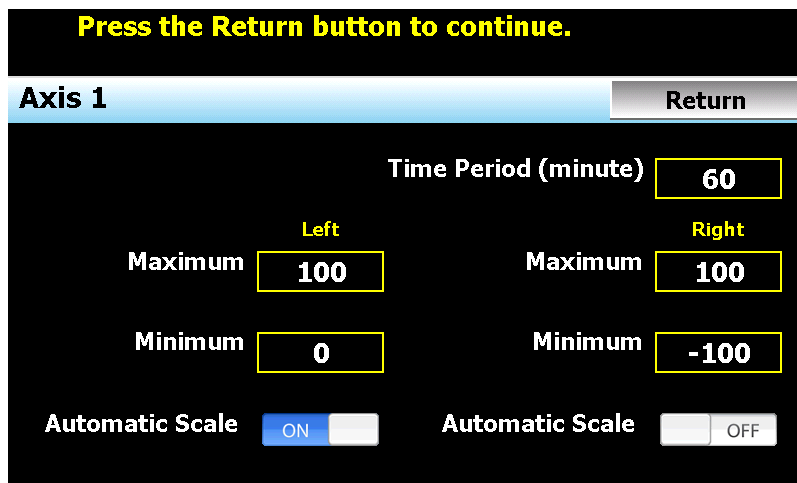 Press the Return button to continue.
Axis 1 Return
Time Period (minute) 60
Left Right
Maximum 100 Maximum 100
Minimum 0 Minimum -100
Automatic Scale ON Automatic Scale OFF